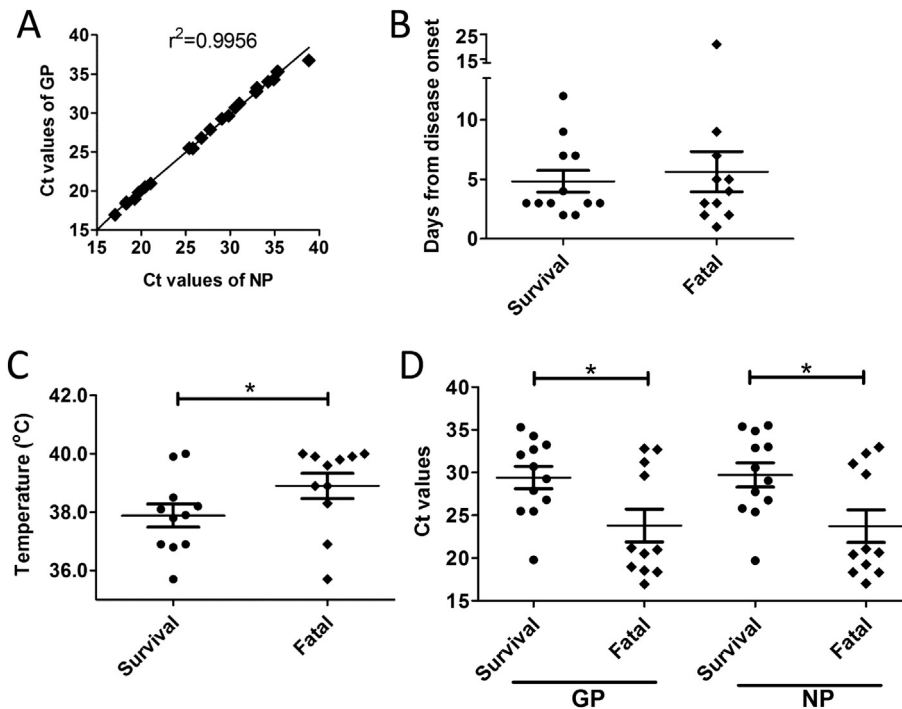 A
r²=0.9956
Ct values of GP
40
35
30
25
20
15
15 20 25 30 35 40
Ct values of NP
B
Days from disease onset
25
15
10
5
0
Survival Fatal
C
Temperature (°C)
42.0
40.0
38.0
36.0
*
Survival Fatal
D
Ct values
40
35
30
25
20
15
* *
Survival Fatal Survival Fatal
GP NP